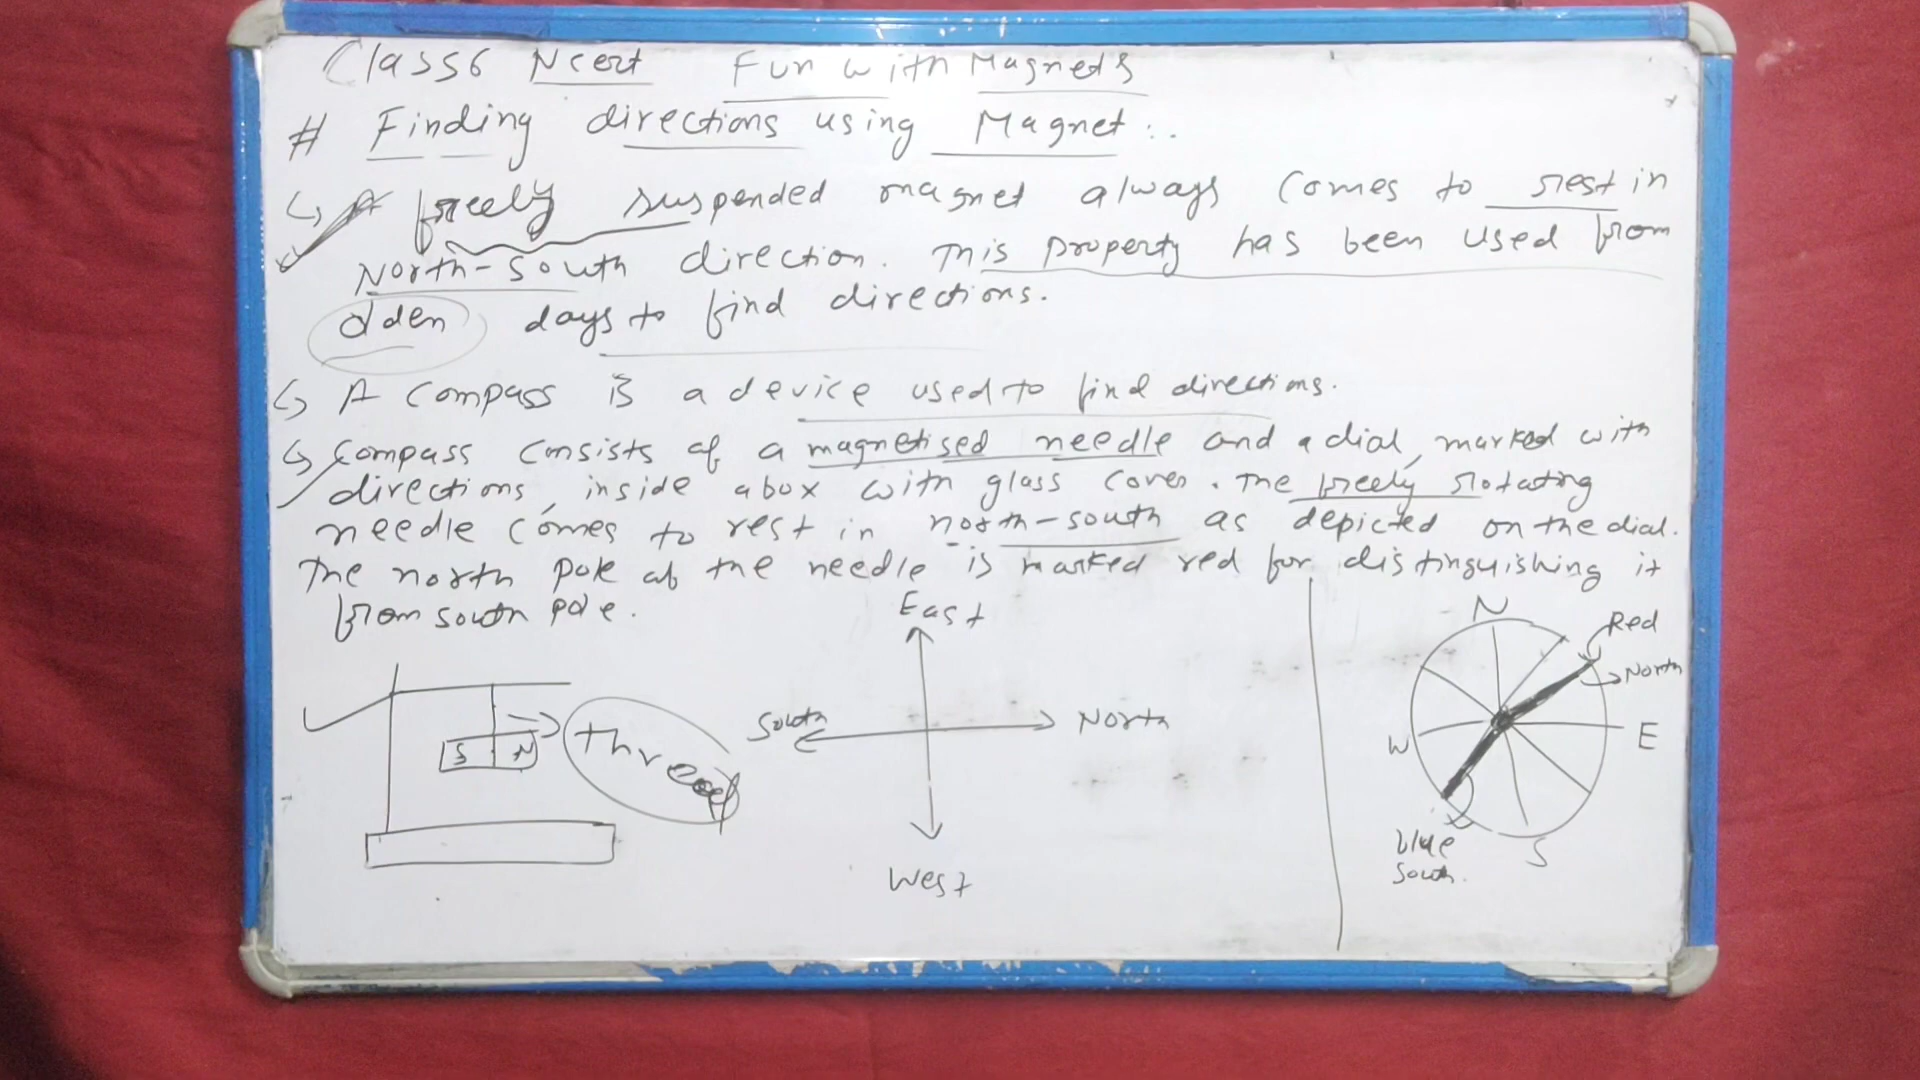 Class 6 Ncert Fun with Magnets
# Finding directions using Magnet :.
A freely suspended magnet always comes to rest in
North-South direction. This property has been used from
olden days to find directions.
A Compass is a device used to find directions.
Compass consists of a magnetised needle and a dial, marked with
directions, inside a box with glass cover. The freely rotating
needle comes to rest in north-south as depicted on the dial.
The north pole of the needle is marked red for distinguishing it
from south pole.
East
South
North
West
S N
thread
N
Red
North
W
E
blue
South.
S